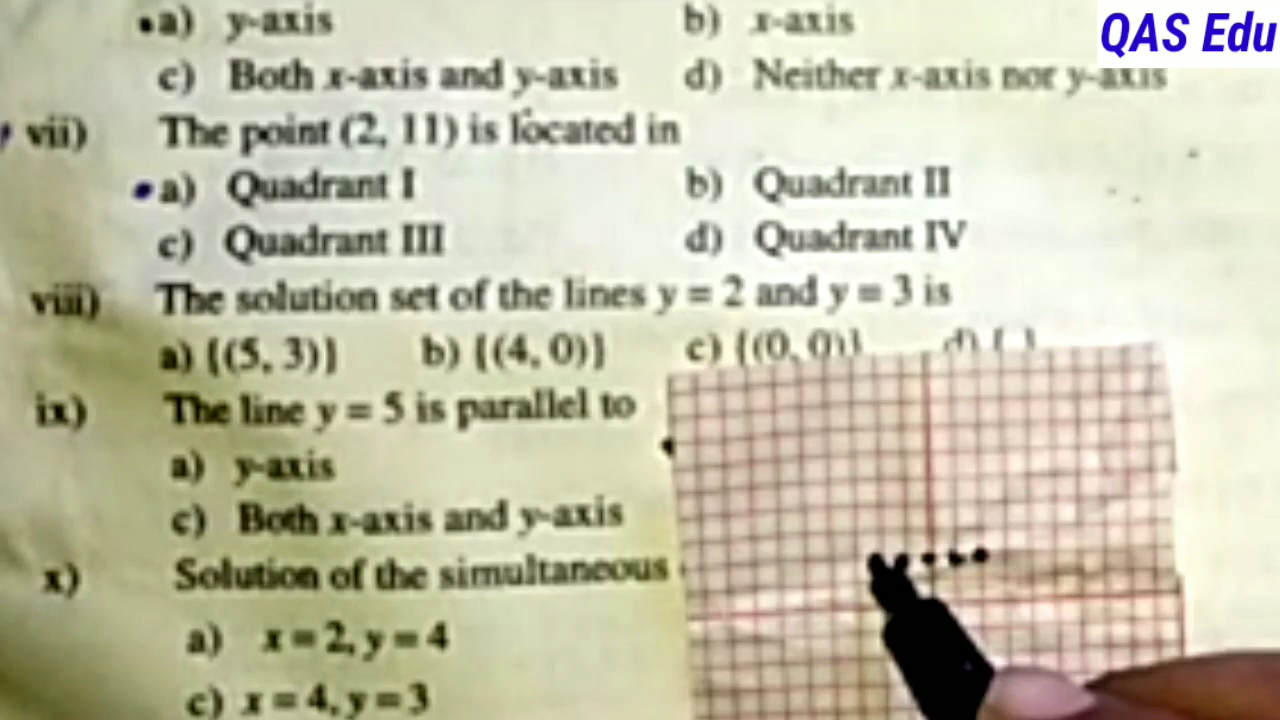 QAS Edu
a) y-axis b) x-axis
c) Both x-axis and y-axis d) Neither x-axis nor y-axis
vii) The point (2, 11) is located in
a) Quadrant I b) Quadrant II
c) Quadrant III d) Quadrant IV
viii) The solution set of the lines y = 2 and y = 3 is
a) {(5, 3)} b) {(4, 0)} c) {(0, 0)} d) { }
ix) The line y = 5 is parallel to
a) y-axis
c) Both x-axis and y-axis
x) Solution of the simultaneous
a) x = 2, y = 4
c) x = 4, y = 3